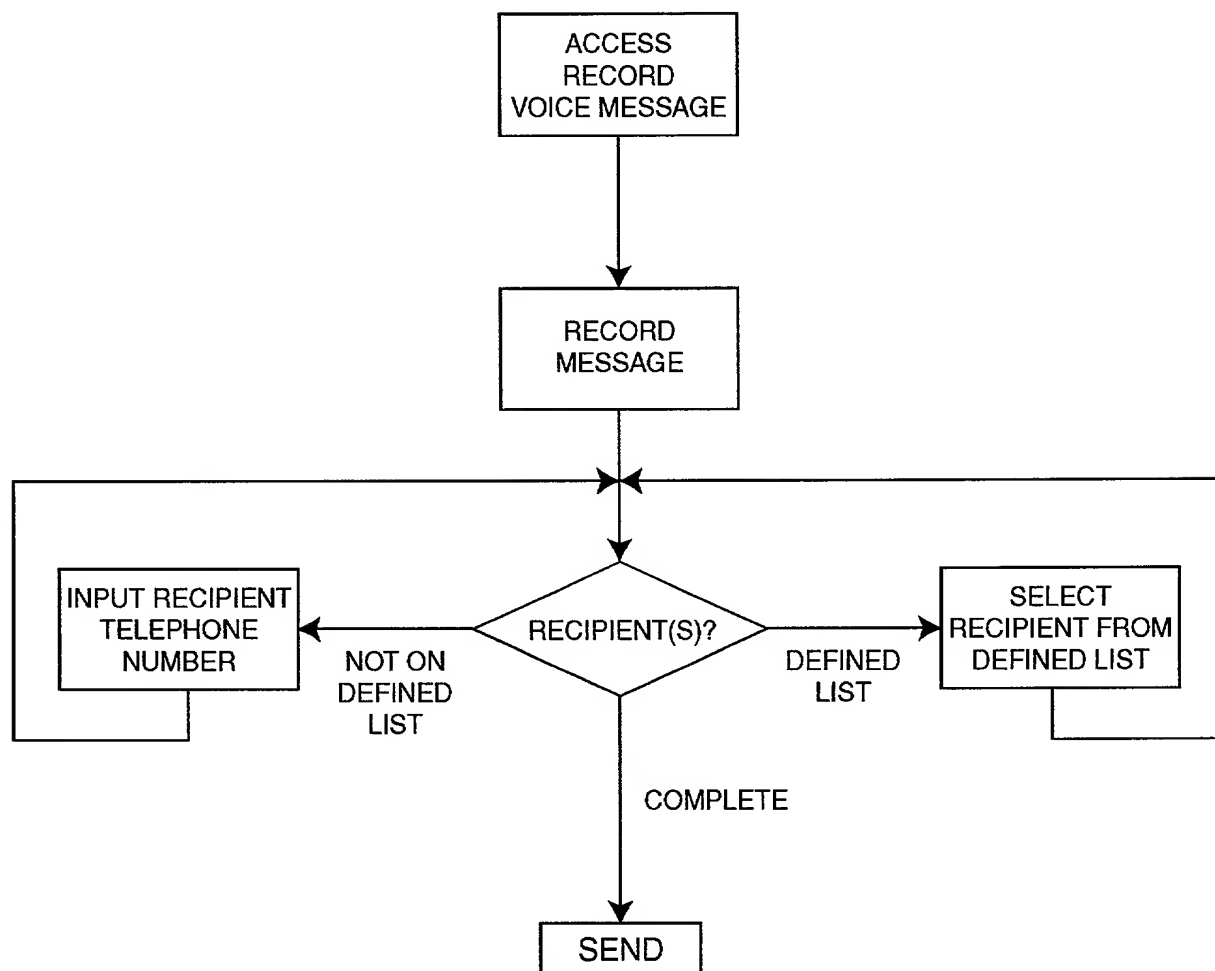 ACCESS
RECORD
VOICE MESSAGE
RECORD
MESSAGE
INPUT RECIPIENT
TELEPHONE
NUMBER
NOT ON
DEFINED
LIST
RECIPIENT(S)?
DEFINED
LIST
SELECT
RECIPIENT FROM
DEFINED LIST
COMPLETE
SEND